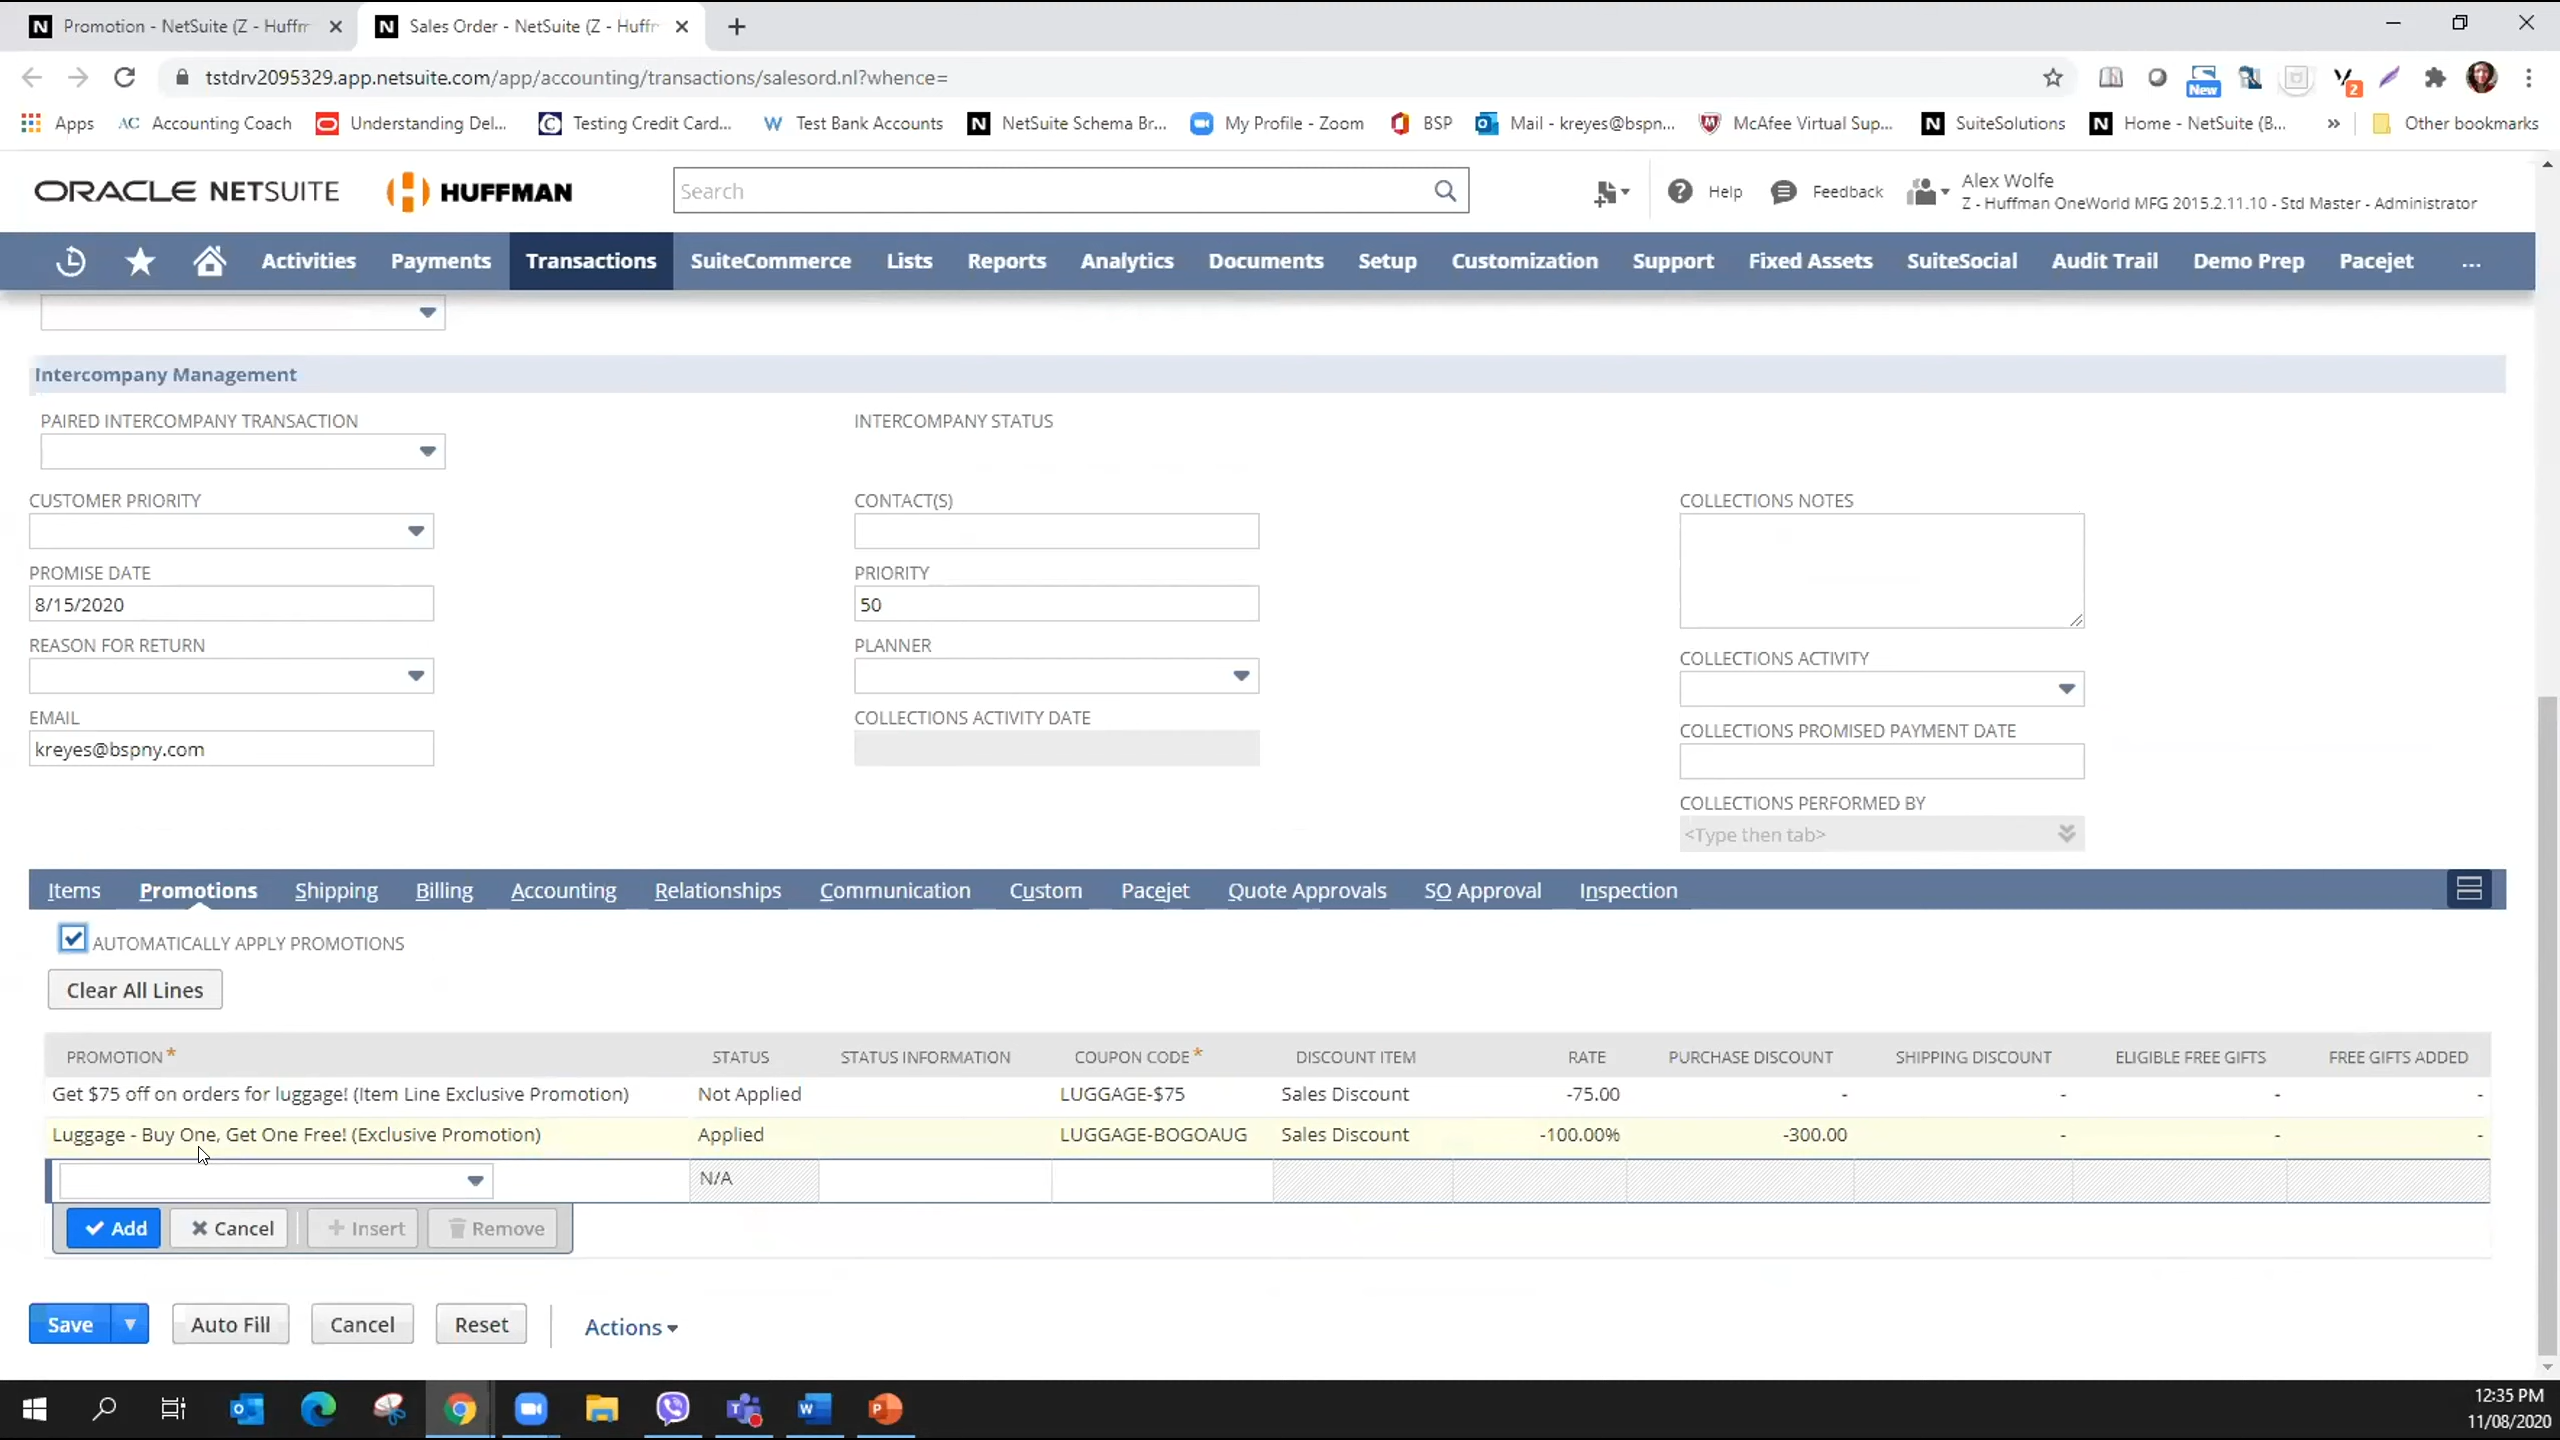 Promotion - NetSuite (Z - Huffm
Sales Order - NetSuite (Z - Huffr
tstdrv2095329.app.netsuite.com/app/accounting/transactions/salesord.nl?whence=
New
2
Apps
AC Accounting Coach
Understanding Del...
Testing Credit Card...
W Test Bank Accounts
NetSuite Schema Br...
My Profile - Zoom
BSP
Mail - kreyes@bspn...
McAfee Virtual Sup...
SuiteSolutions
Home - NetSuite (B...
Other bookmarks
ORACLE NETSUITE
HUFFMAN
Search
Help
Feedback
Alex Wolfe
Z - Huffman OneWorld MFG 2015.2.11.10 - Std Master - Administrator
Activities Payments Transactions SuiteCommerce Lists Reports Analytics Documents Setup Customization Support Fixed Assets SuiteSocial Audit Trail Demo Prep Pacejet ...
Intercompany Management
PAIRED INTERCOMPANY TRANSACTION
INTERCOMPANY STATUS
CUSTOMER PRIORITY
CONTACT(S)
COLLECTIONS NOTES
PROMISE DATE
8/15/2020
PRIORITY
50
REASON FOR RETURN
PLANNER
COLLECTIONS ACTIVITY
EMAIL
kreyes@bspny.com
COLLECTIONS ACTIVITY DATE
COLLECTIONS PROMISED PAYMENT DATE
COLLECTIONS PERFORMED BY
<Type then tab>
Items Promotions Shipping Billing Accounting Relationships Communication Custom Pacejet Quote Approvals SO Approval Inspection
AUTOMATICALLY APPLY PROMOTIONS
Clear All Lines
PROMOTION * STATUS STATUS INFORMATION COUPON CODE * DISCOUNT ITEM RATE PURCHASE DISCOUNT SHIPPING DISCOUNT ELIGIBLE FREE GIFTS FREE GIFTS ADDED
Get $75 off on orders for luggage! (Item Line Exclusive Promotion) Not Applied LUGGAGE-$75 Sales Discount -75.00 - - - -
Luggage - Buy One, Get One Free! (Exclusive Promotion) Applied LUGGAGE-BOGOAUG Sales Discount -100.00% -300.00 - - -
N/A
Add Cancel Insert Remove
Save Auto Fill Cancel Reset Actions
12:35 PM
11/08/2020